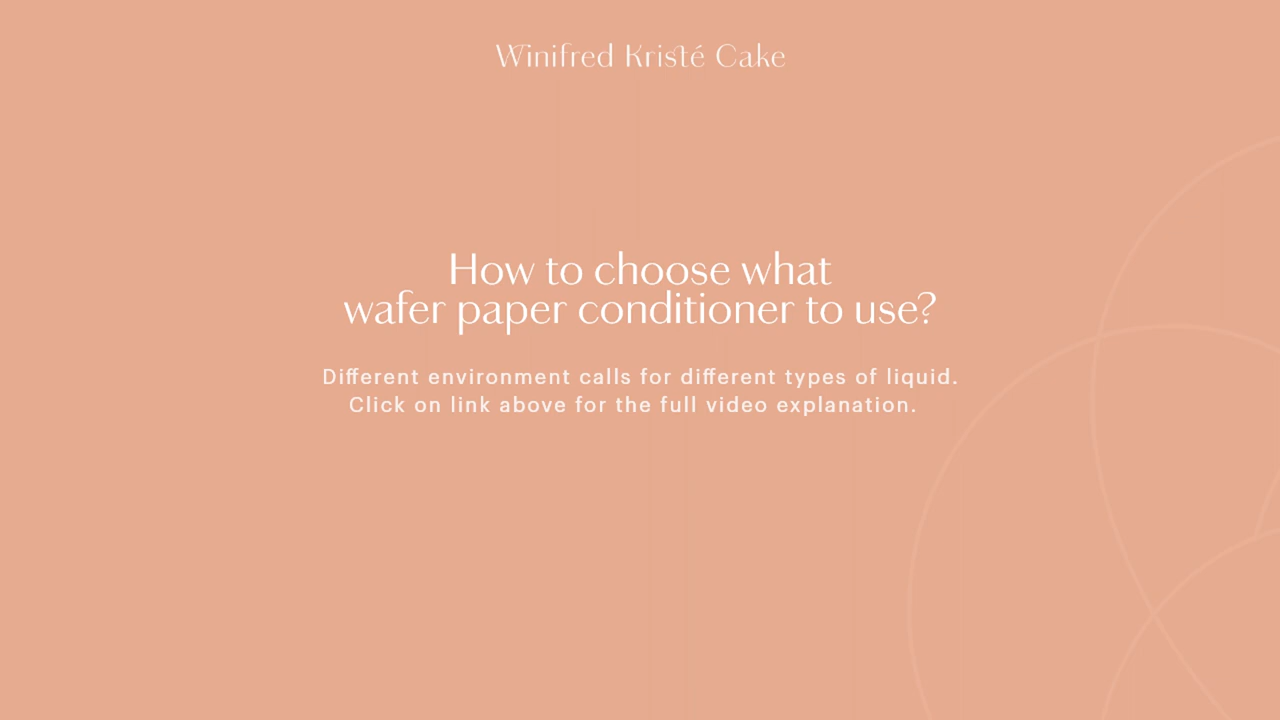 Winifred Kristé Cake
How to choose what
wafer paper conditioner to use?
Different environment calls for different types of liquid.
Click on link above for the full video explanation.